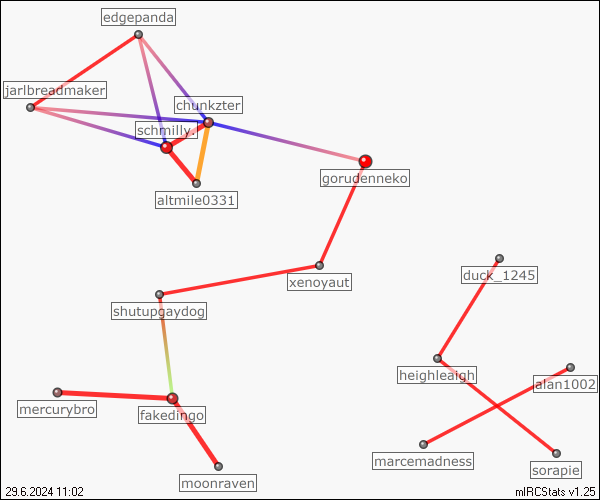 edgepanda
jarlbreadmaker
chunkzter
schmilly.
gorudenneko
altmile0331
duck_1245
xenoyaut
shutupgaydog
heighleaigh
alan1002
mercurybro
fakedingo
marcemadness
sorapie
moonraven
29.6.2024 11:02
mIRCStats v1.25